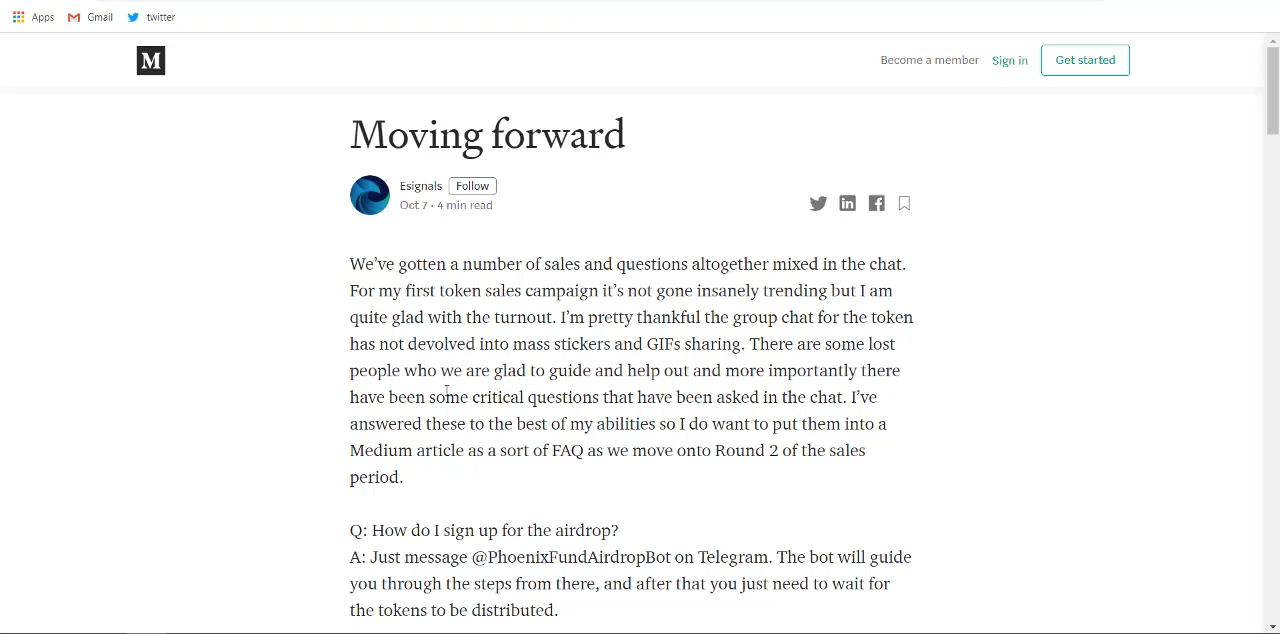 Apps Gmail twitter
M Become a member Sign in Get started
Moving forward
Esignals Follow
Oct 7 · 4 min read
We’ve gotten a number of sales and questions altogether mixed in the chat.
For my first token sales campaign it’s not gone insanely trending but I am
quite glad with the turnout. I’m pretty thankful the group chat for the token
has not devolved into mass stickers and GIFs sharing. There are some lost
people who we are glad to guide and help out and more importantly there
have been some critical questions that have been asked in the chat. I’ve
answered these to the best of my abilities so I do want to put them into a
Medium article as a sort of FAQ as we move onto Round 2 of the sales
period.
Q: How do I sign up for the airdrop?
A: Just message @PhoenixFundAirdropBot on Telegram. The bot will guide
you through the steps from there, and after that you just need to wait for
the tokens to be distributed.